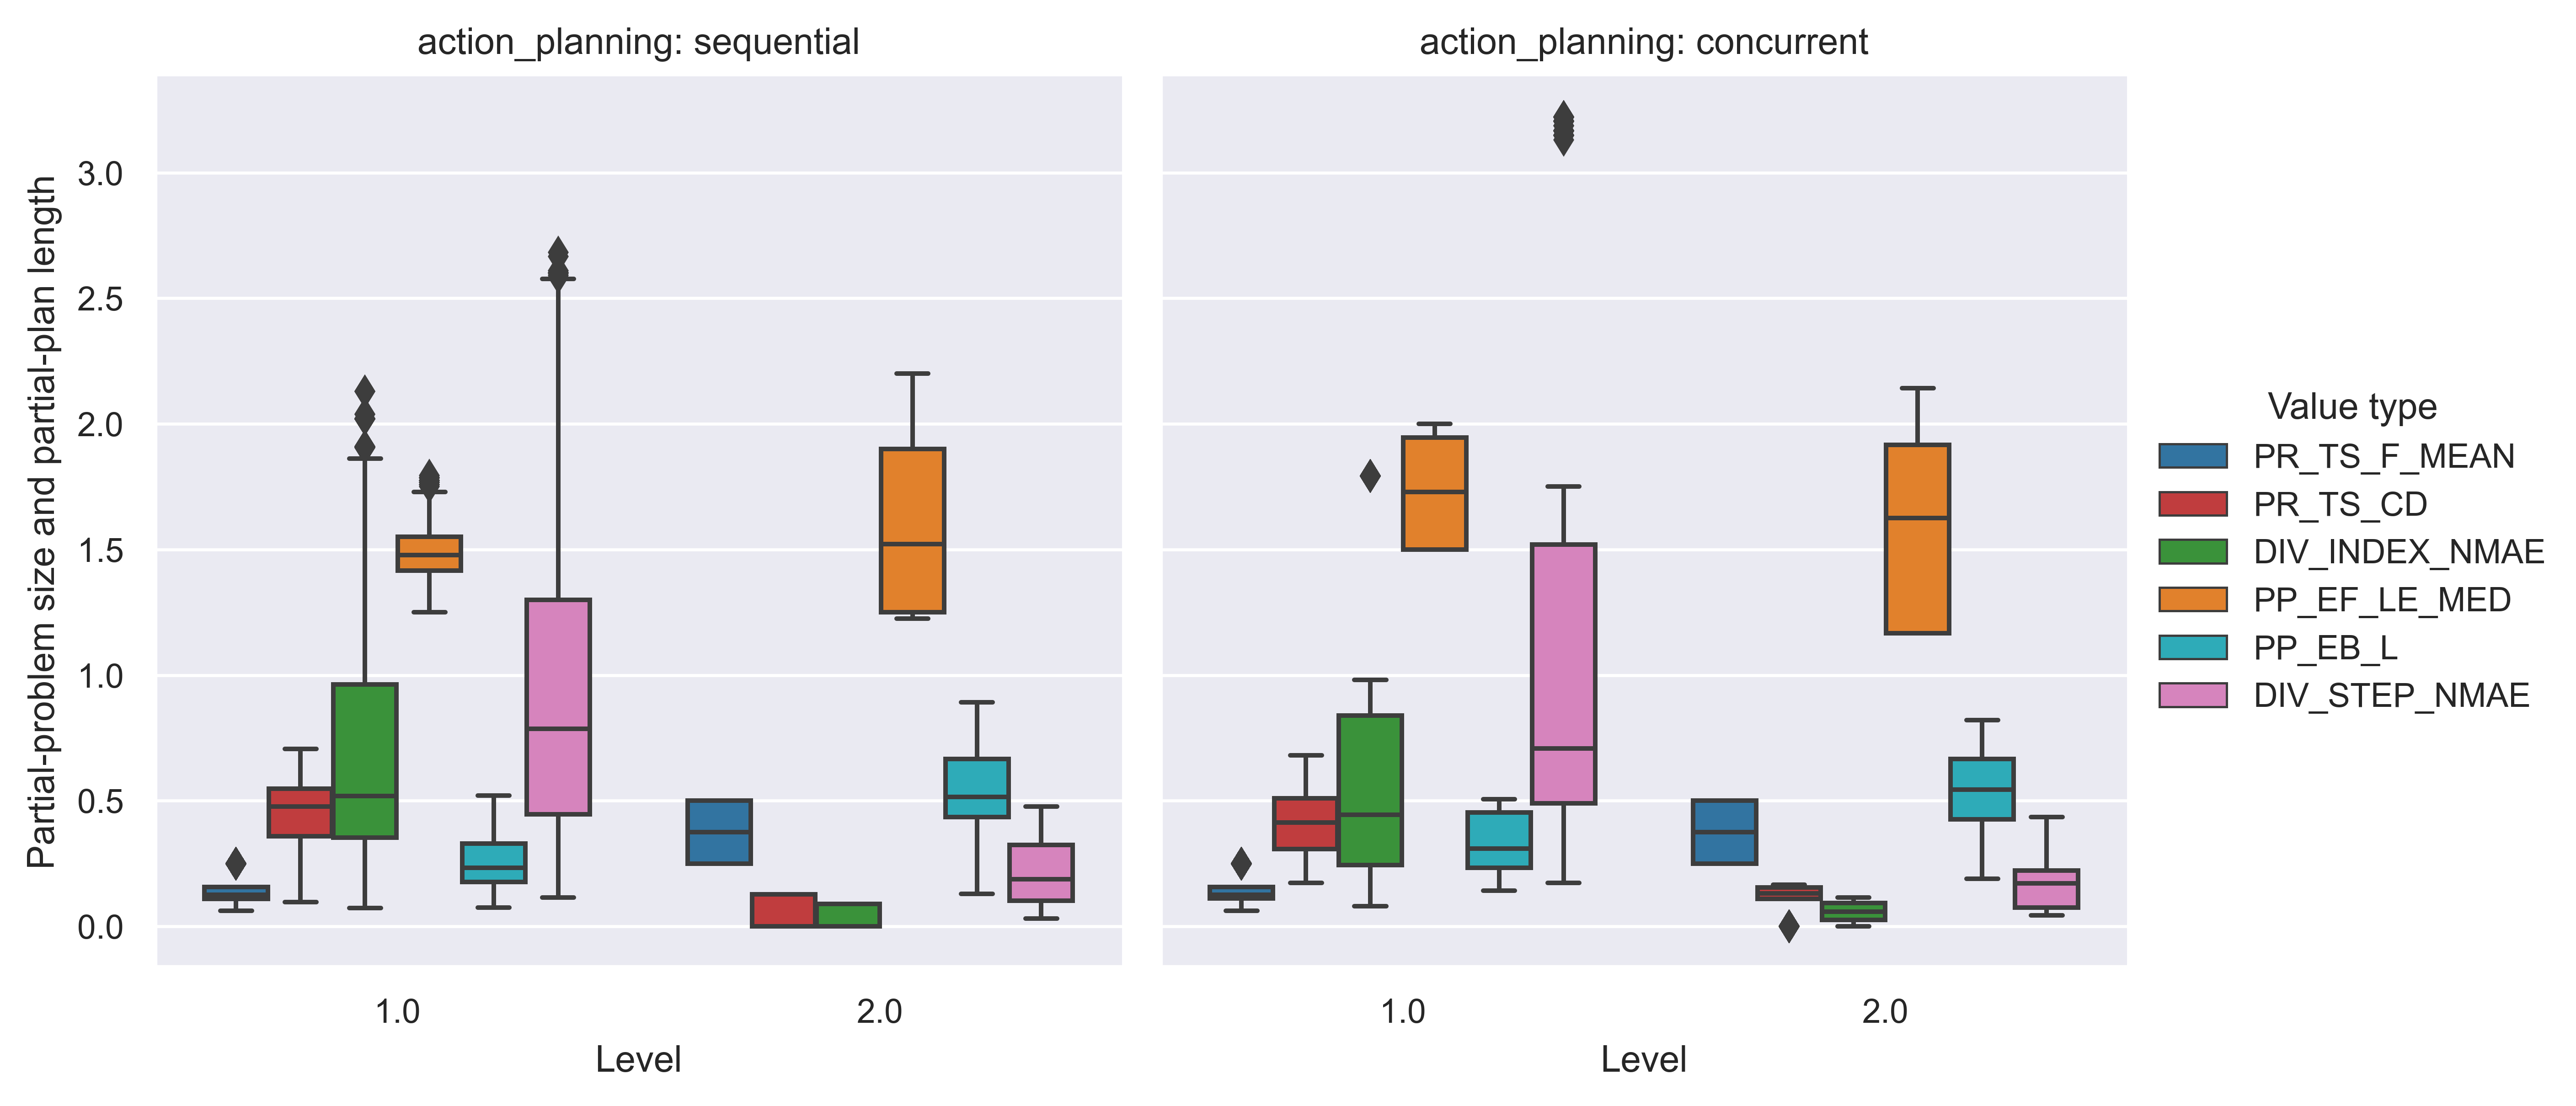 action_planning: sequential
action_planning: concurrent
Partial-problem size and partial-plan length
3.0
2.5
2.0
1.5
1.0
0.5
0.0
1.0
2.0
Level
1.0
2.0
Level
Value type
PR_TS_F_MEAN
PR_TS_CD
DIV_INDEX_NMAE
PP_EF_LE_MED
PP_EB_L
DIV_STEP_NMAE